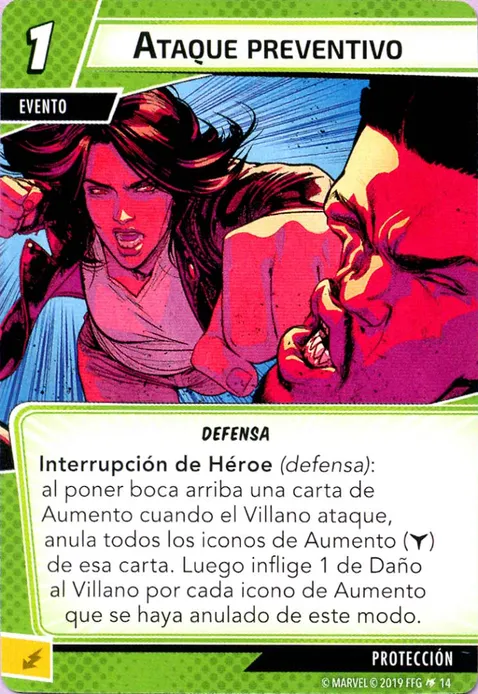 1
ATAQUE PREVENTIVO
EVENTO
DEFENSA
Interrupción de Héroe (defensa):
al poner boca arriba una carta de
Aumento cuando el Villano ataque,
anula todos los iconos de Aumento ( )
de esa carta. Luego inflige 1 de Daño
al Villano por cada icono de Aumento
que se haya anulado de este modo.
PROTECCIÓN
© MARVEL © 2019 FFG 14